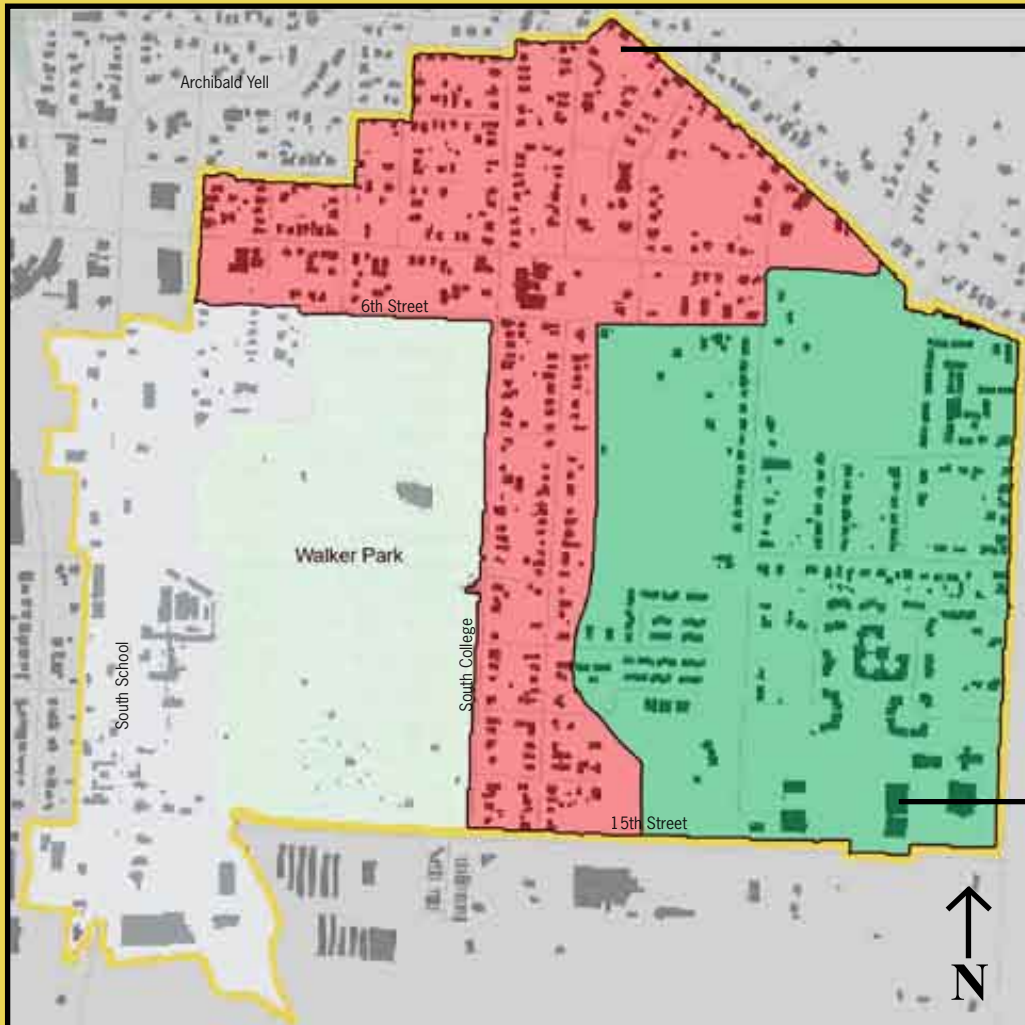 Archibald Yell
6th Street
Walker Park
South College
South School
15th Street
N